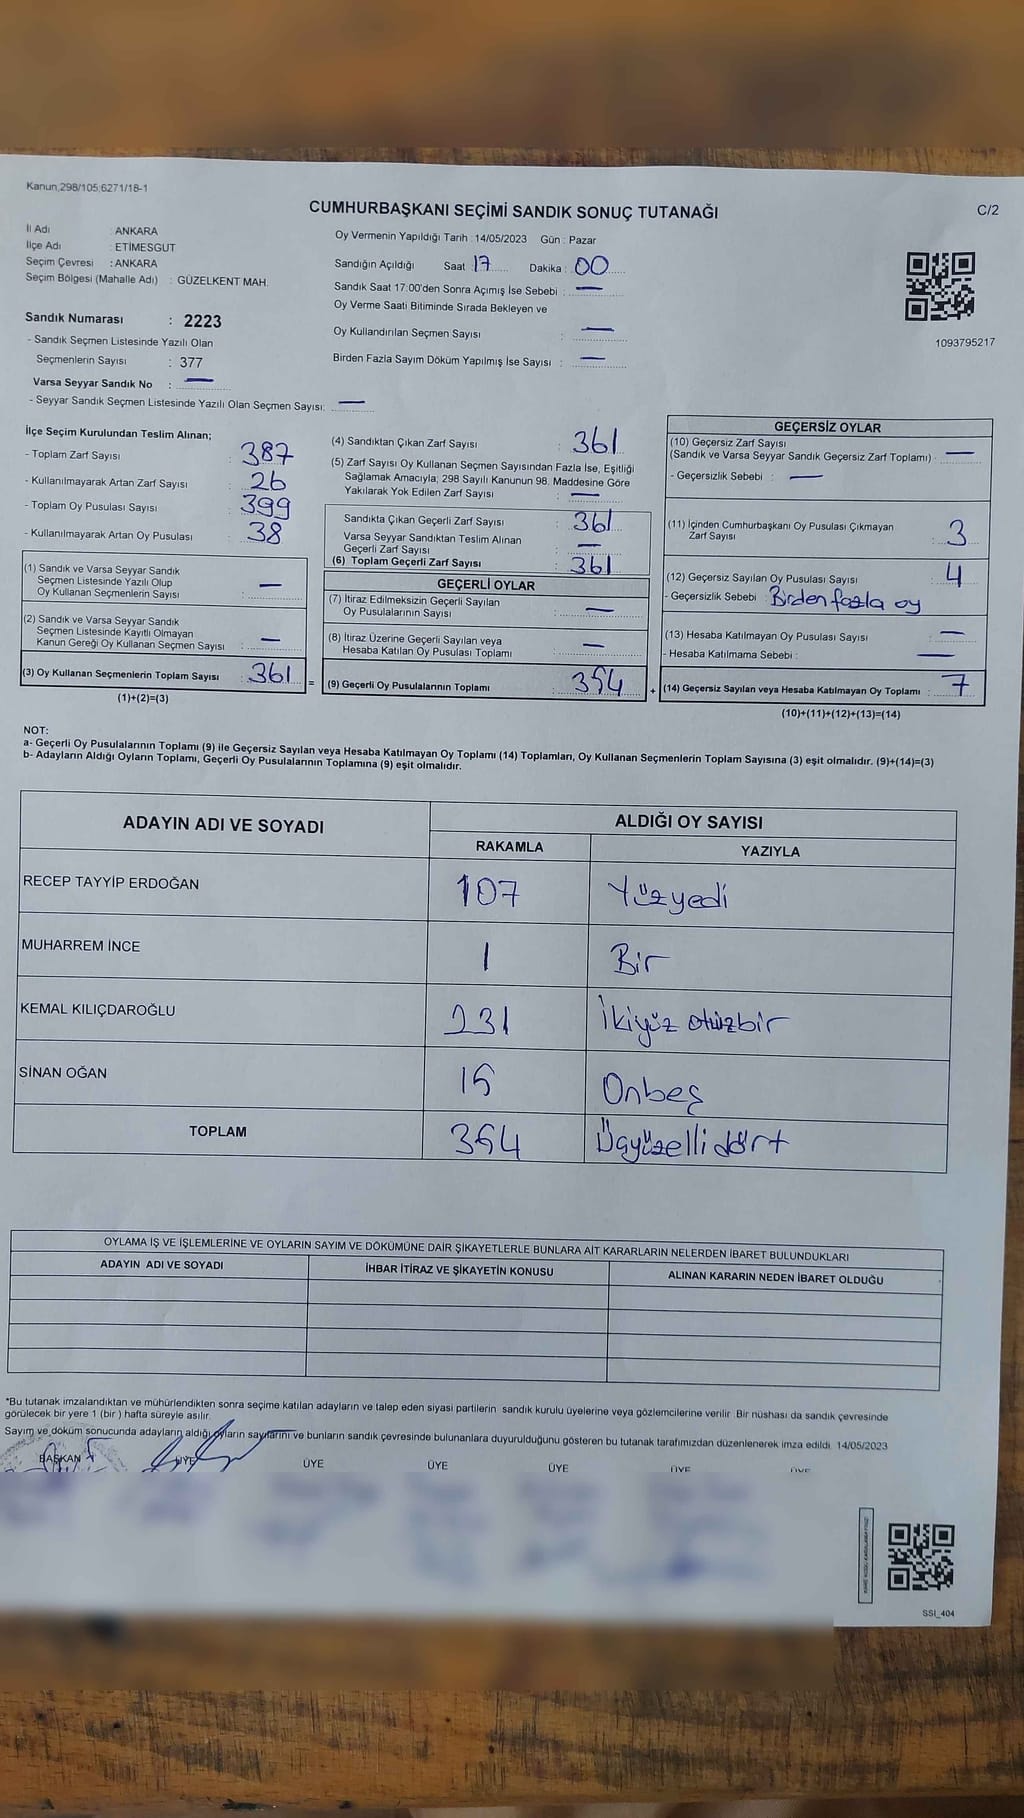 Kanun,298/105;6271/18-1
CUMHURBAŞKANI SEÇİMİ SANDIK SONUÇ TUTANAĞI
C/2
İl Adı : ANKARA
İlçe Adı : ETİMESGUT
Seçim Çevresi : ANKARA
Seçim Bölgesi (Mahalle Adı) : GÜZELKENT MAH.
Sandık Numarası : 2223
- Sandık Seçmen Listesinde Yazılı Olan
Seçmenlerin Sayısı : 377
Varsa Seyyar Sandık No : —
- Seyyar Sandık Seçmen Listesinde Yazılı Olan Seçmen Sayısı: —
Oy Vermenin Yapıldığı Tarih : 14/05/2023 Gün : Pazar
Sandığın Açıldığı Saat 17 Dakika : 00
Sandık Saat 17:00'den Sonra Açımış İse Sebebi : —
Oy Verme Saati Bitiminde Sırada Bekleyen ve
Oy Kullandırılan Seçmen Sayısı : —
Birden Fazla Sayım Döküm Yapılmış İse Sayısı : —
1093795217
İlçe Seçim Kurulundan Teslim Alınan;
- Toplam Zarf Sayısı : 387
- Kullanılmayarak Artan Zarf Sayısı : 26
- Toplam Oy Pusulası Sayısı : 399
- Kullanılmayarak Artan Oy Pusulası : 38
(1) Sandık ve Varsa Seyyar Sandık
Seçmen Listesinde Yazılı Olup
Oy Kullanan Seçmenlerin Sayısı : —
(2) Sandık ve Varsa Seyyar Sandık
Seçmen Listesinde Kayıtlı Olmayan
Kanun Gereği Oy Kullanan Seçmen Sayısı : —
(3) Oy Kullanan Seçmenlerin Toplam Sayısı : 361 =
(1)+(2)=(3)
(4) Sandıktan Çıkan Zarf Sayısı : 361
(5) Zarf Sayısı Oy Kullanan Seçmen Sayısından Fazla İse, Eşitliği
Sağlamak Amacıyla; 298 Sayılı Kanunun 98. Maddesine Göre
Yakılarak Yok Edilen Zarf Sayısı : —
Sandıkta Çıkan Geçerli Zarf Sayısı : 361
Varsa Seyyar Sandıktan Teslim Alınan
Geçerli Zarf Sayısı : —
(6) Toplam Geçerli Zarf Sayısı : 361
GEÇERLİ OYLAR
(7) İtiraz Edilmeksizin Geçerli Sayılan
Oy Pusulalarının Sayısı : —
(8) İtiraz Üzerine Geçerli Sayılan veya
Hesaba Katılan Oy Pusulası Toplamı : —
(9) Geçerli Oy Pusulalarının Toplamı : 354 +
GEÇERSİZ OYLAR
(10) Geçersiz Zarf Sayısı
(Sandık ve Varsa Seyyar Sandık Geçersiz Zarf Toplamı) : —
- Geçersizlik Sebebi : —
(11) İçinden Cumhurbaşkanı Oy Pusulası Çıkmayan
Zarf Sayısı : 3
(12) Geçersiz Sayılan Oy Pusulası Sayısı : 4
- Geçersizlik Sebebi : Birden fazla oy
(13) Hesaba Katılmayan Oy Pusulası Sayısı : —
- Hesaba Katılmama Sebebi : —
(14) Geçersiz Sayılan veya Hesaba Katılmayan Oy Toplamı : 7
(10)+(11)+(12)+(13)=(14)
NOT:
a- Geçerli Oy Pusulalarının Toplamı (9) ile Geçersiz Sayılan veya Hesaba Katılmayan Oy Toplamı (14) Toplamları, Oy Kullanan Seçmenlerin Toplam Sayısına (3) eşit olmalıdır. (9)+(14)=(3)
b- Adayların Aldığı Oyların Toplamı, Geçerli Oy Pusulalarının Toplamına (9) eşit olmalıdır.
ADAYIN ADI VE SOYADI ALDIĞI OY SAYISI
RAKAMLA YAZIYLA
RECEP TAYYİP ERDOĞAN 107 Yüzyedi
MUHARREM İNCE 1 Bir
KEMAL KILIÇDAROĞLU 231 İkiyüz otuzbir
SİNAN OĞAN 15 Onbeş
TOPLAM 354 Üçyüzelli dört
OYLAMA İŞ VE İŞLEMLERİNE VE OYLARIN SAYIM VE DÖKÜMÜNE DAİR ŞİKAYETLERLE BUNLARA AİT KARARLARIN NELERDEN İBARET BULUNDUKLARI
ADAYIN ADI VE SOYADI İHBAR İTİRAZ VE ŞİKAYETİN KONUSU ALINAN KARARIN NEDEN İBARET OLDUĞU
*Bu tutanak imzalandıktan ve mühürlendikten sonra seçime katılan adayların ve talep eden siyasi partilerin sandık kurulu üyelerine veya gözlemcilerine verilir. Bir nüshası da sandık çevresinde
görülecek bir yere 1 (bir ) hafta süreyle asılır.
Sayım ve döküm sonucunda adayların aldığı oyların sayılarını ve bunların sandık çevresinde bulunanlara duyurulduğunu gösteren bu tutanak tarafımızdan düzenlenerek imza edildi. 14/05/2023
BAŞKAN ÜYE ÜYE ÜYE ÜYE ÜYE ÜYE
SSI_404